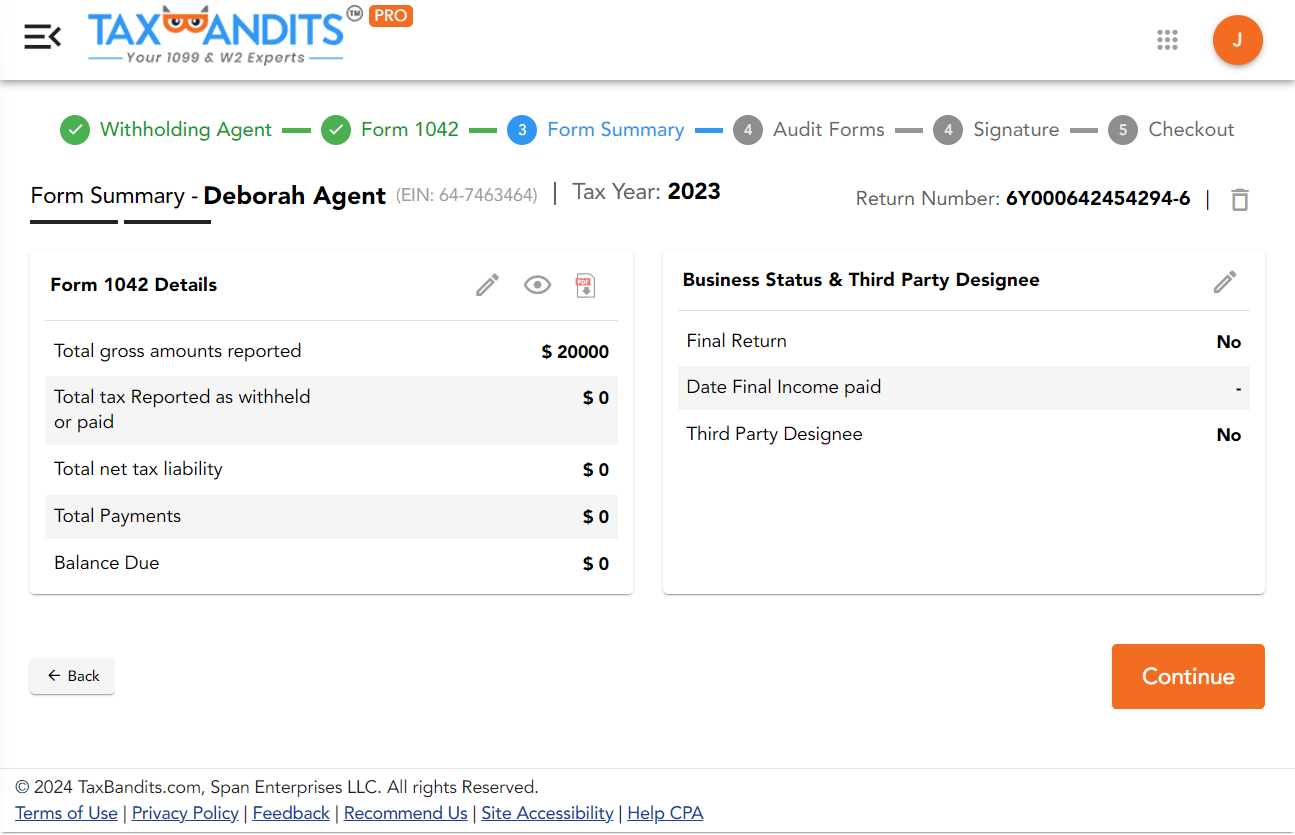 TAXBANDITS TM PRO
Your 1099 & W2 Experts
J
Withholding Agent Form 1042 3 Form Summary 4 Audit Forms 4 Signature 5 Checkout
Form Summary - Deborah Agent (EIN: 64-7463464) | Tax Year: 2023
Return Number: 6Y000642454294-6 |
Form 1042 Details
PDF
Total gross amounts reported $ 20000
Total tax Reported as withheld $ 0
or paid
Total net tax liability $ 0
Total Payments $ 0
Balance Due $ 0
Business Status & Third Party Designee
Final Return No
Date Final Income paid -
Third Party Designee No
← Back
Continue
© 2024 TaxBandits.com, Span Enterprises LLC. All rights Reserved.
Terms of Use | Privacy Policy | Feedback | Recommend Us | Site Accessibility | Help CPA